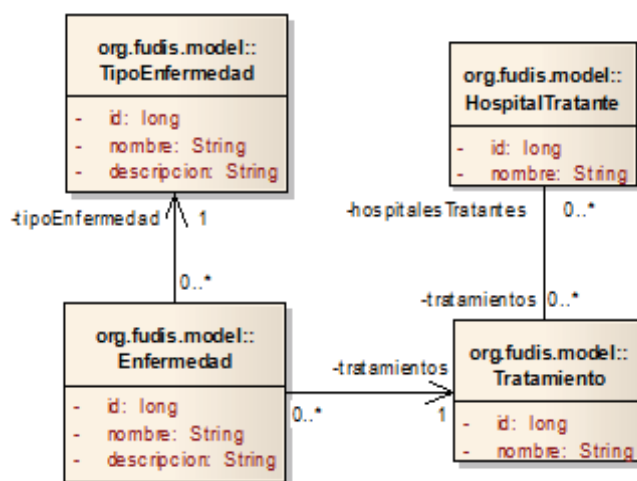 org.fudis.model::
TipoEnfermedad
- id: long
- nombre: String
- descripcion: String
org.fudis.model::
HospitalTratante
- id: long
- nombre: String
-tipoEnfermedad
1
0..*
-hospitalesTratantes
0..*
-tratamientos
0..*
org.fudis.model::
Enfermedad
- id: long
- nombre: String
- descripcion: String
-tratamientos
0..*
1
org.fudis.model::
Tratamiento
- id: long
- nombre: String